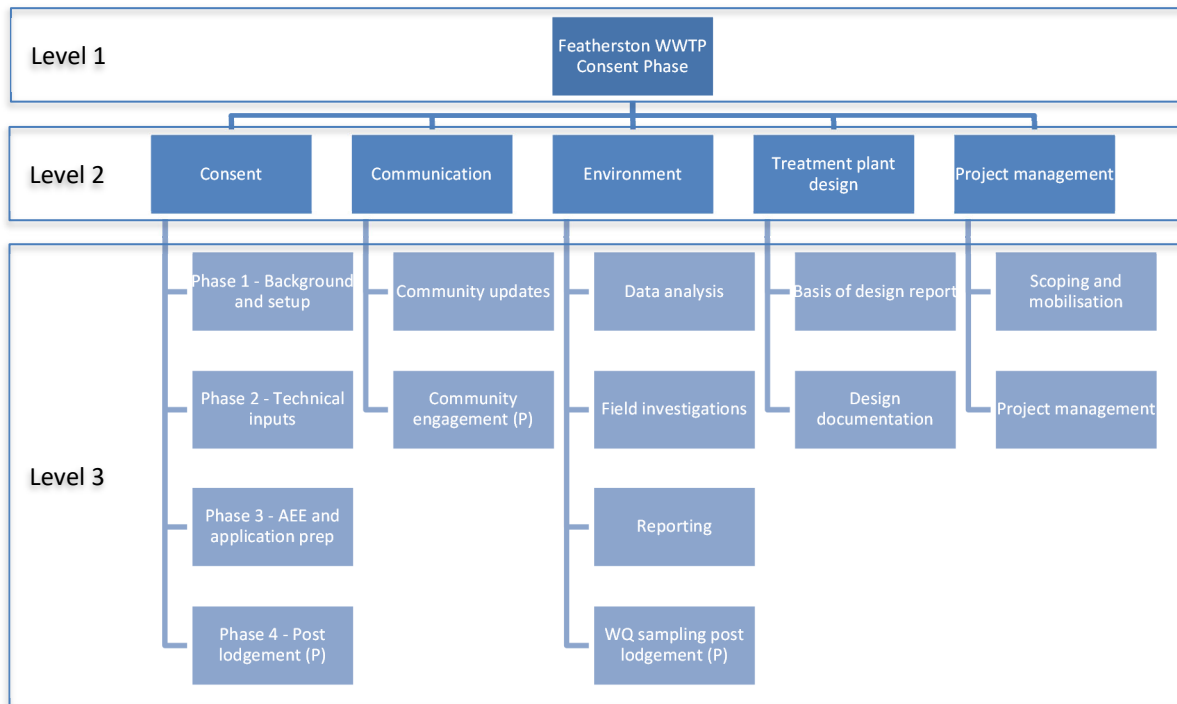 Level 1
Featherston WWTP
Consent Phase
Level 2
Consent
Communication
Environment
Treatment plant
design
Project management
Level 3
Phase 1 - Background
and setup
Community updates
Data analysis
Basis of design report
Scoping and
mobilisation
Phase 2 - Technical
inputs
Community
engagement (P)
Field investigations
Design
documentation
Project management
Phase 3 - AEE and
application prep
Reporting
Phase 4 - Post
lodgement (P)
WQ sampling post
lodgement (P)